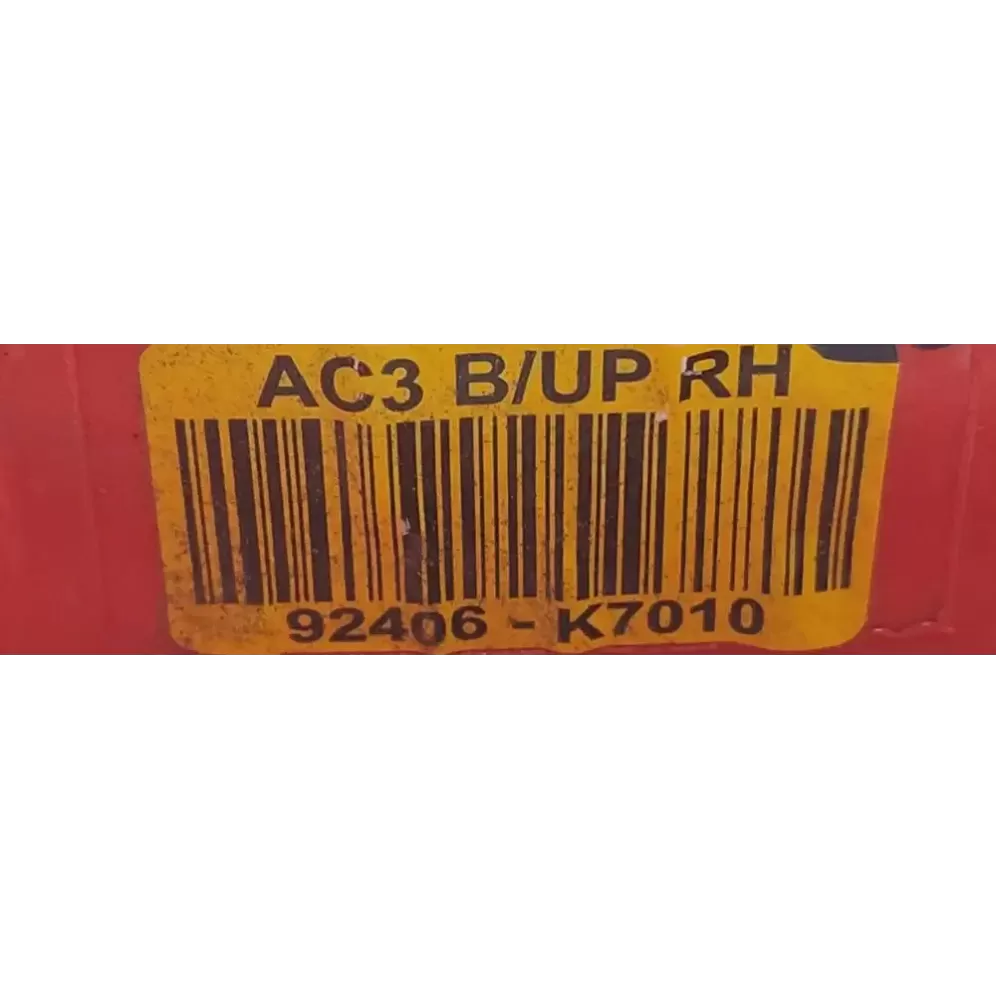 AC3 B/UP RH
92406 - K7010